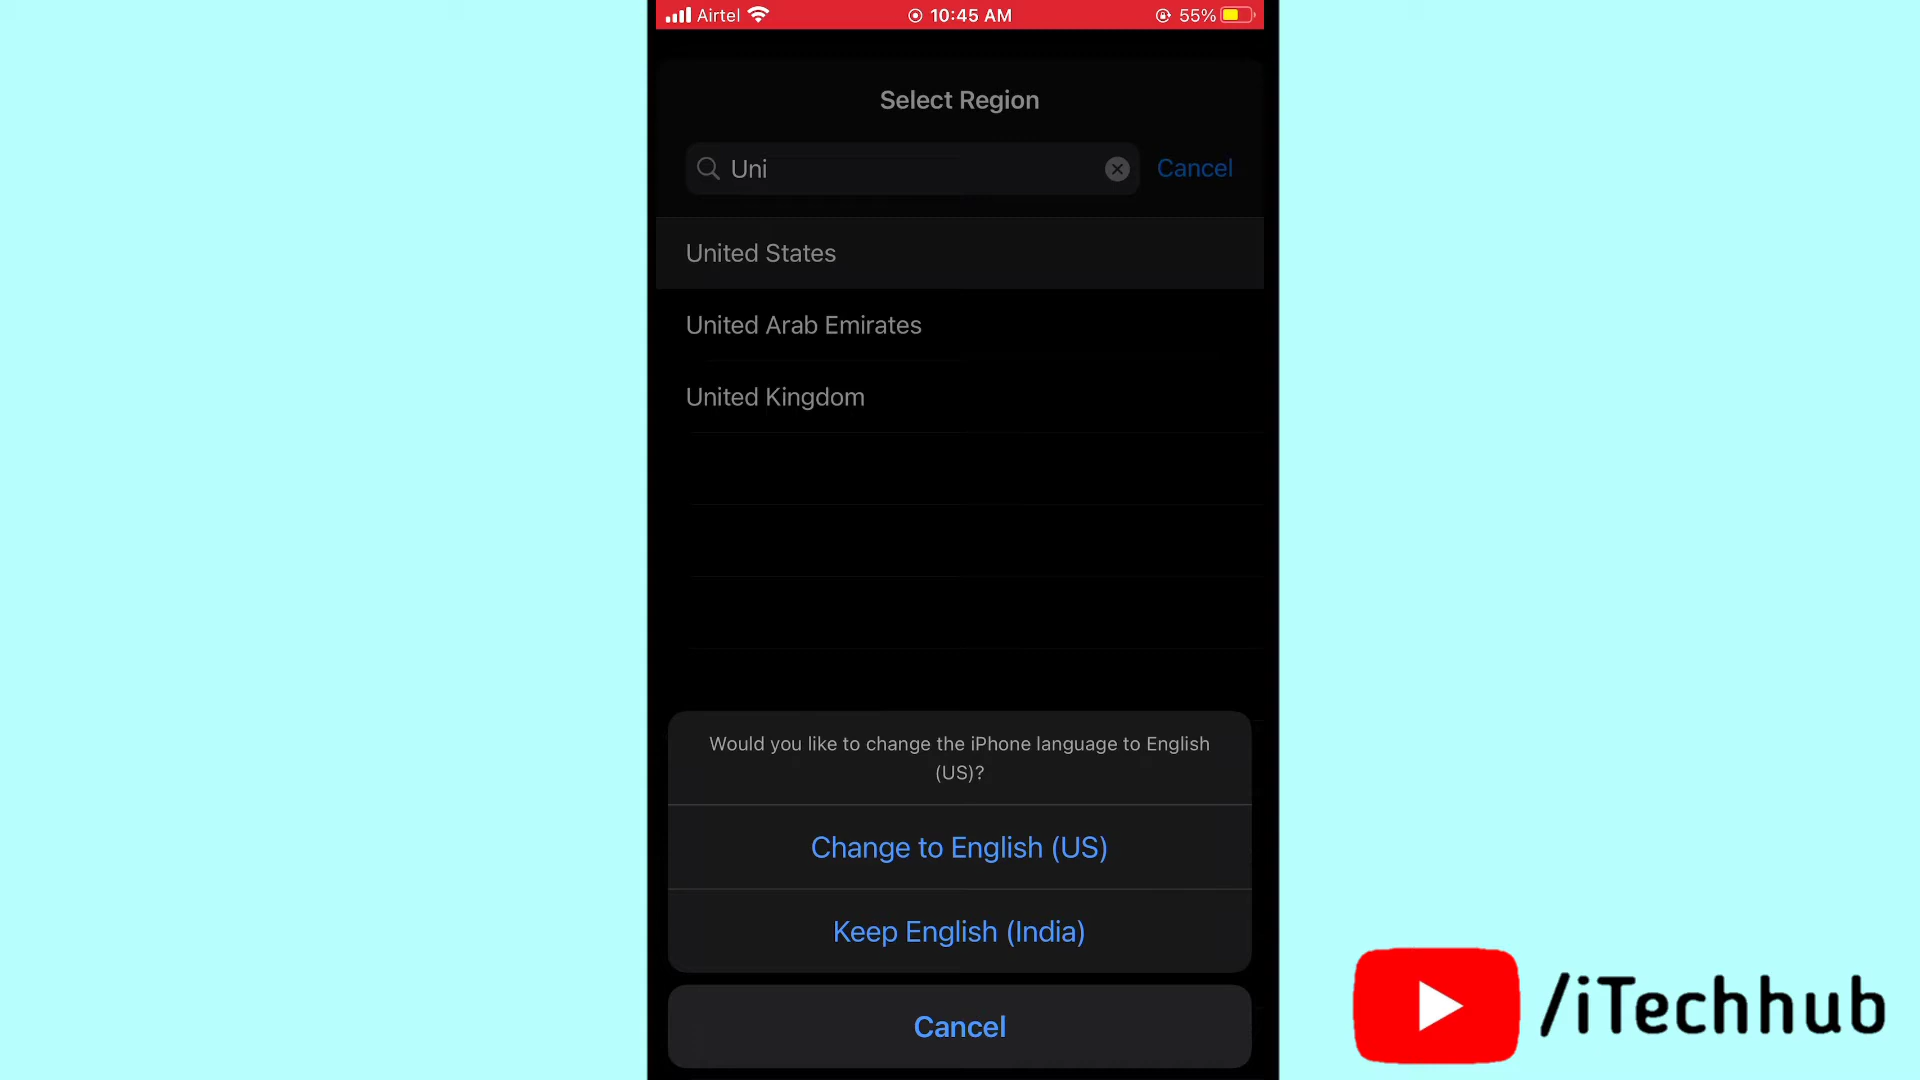 Airtel 10:45 AM 55%
Select Region
Uni Cancel
United States
United Arab Emirates
United Kingdom
Would you like to change the iPhone language to English
(US)?
Change to English (US)
Keep English (India)
Cancel
/iTechhub